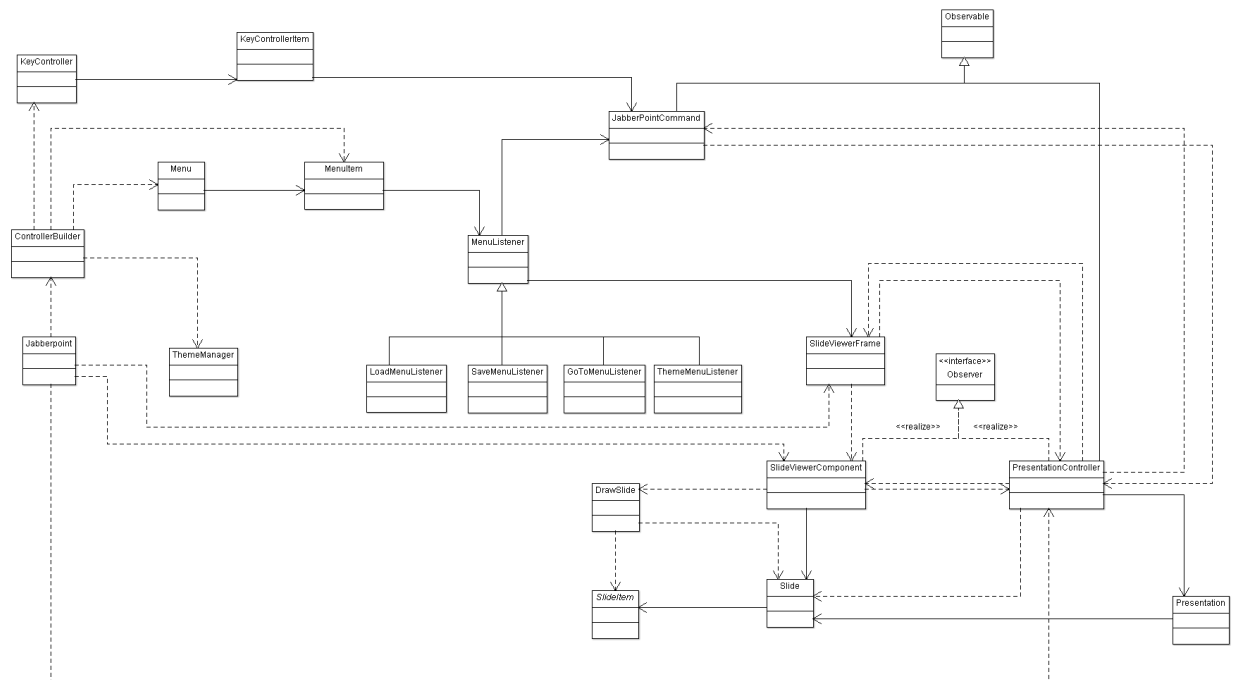 Observable
KeyControllerItem
KeyController
JabberPointCommand
Menu
MenuItem
ControllerBuilder
MenuListener
Jabberpoint
ThemeManager
SlideViewerFrame
<<interface>>
Observer
LoadMenuListener
SaveMenuListener
GoToMenuListener
ThemeMenuListener
<<realize>>
<<realize>>
SlideViewerComponent
PresentationController
DrawSlide
Slide
SlideItem
Presentation